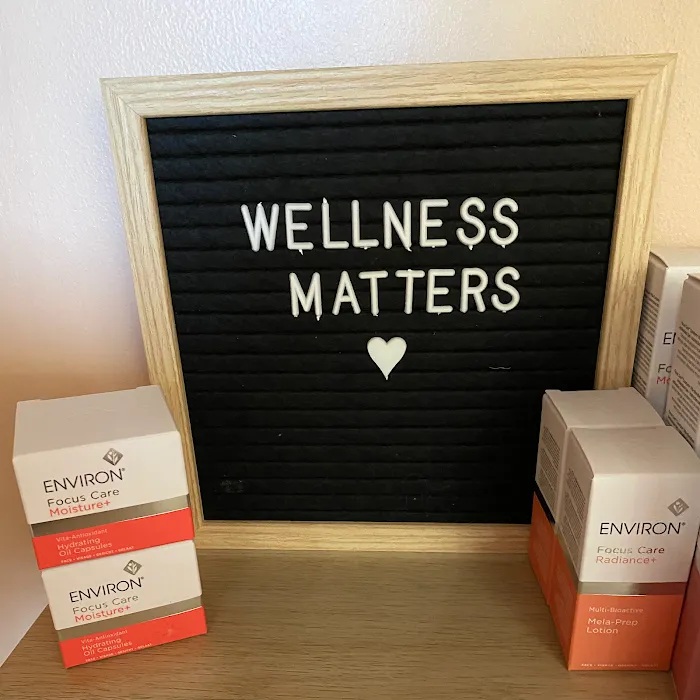 WELLNESS
MATTERS
ENVIRON®
Focus Care
Moisture+
Vita-Antioxidant
Hydrating
Oil Capsules
ENVIRON®
Focus Care
Moisture+
Vita-Antioxidant
Hydrating
Oil Capsules
ENVIRON®
Focus Care
Radiance+
Multi-Bioactive
Mela-Prep
Lotion